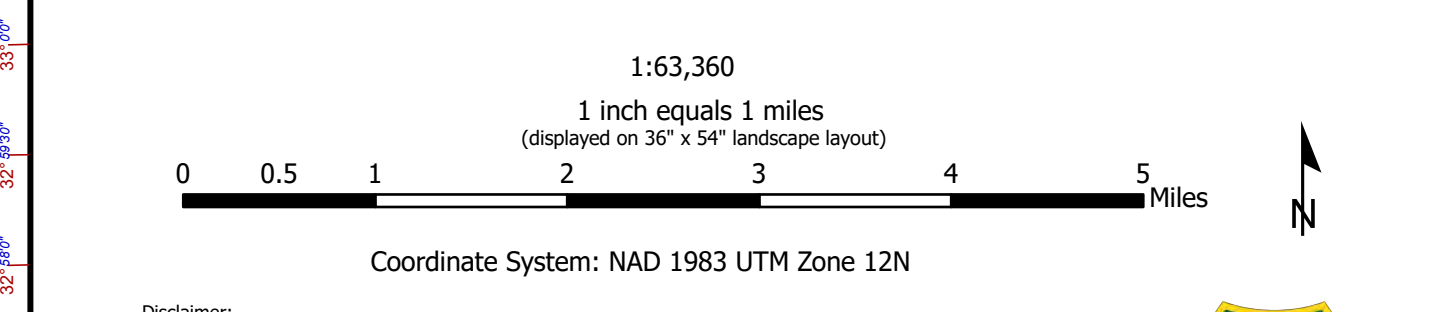 33° 0'0"
1:63,360
1 inch equals 1 miles
(displayed on 36" x 54" landscape layout)
32° 59'30"
0 0.5 1 2 3 4 5
Miles
N
32° 58'0"
Coordinate System: NAD 1983 UTM Zone 12N
Disclaimer: